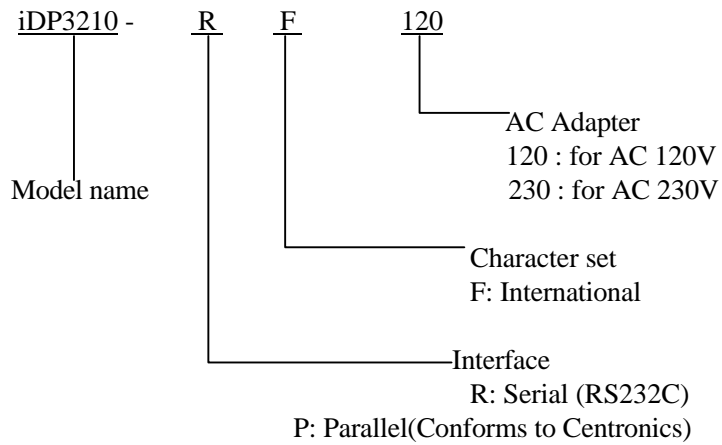 iDP3210 - R F 120
AC Adapter
120 : for AC 120V
230 : for AC 230V
Model name
Character set
F: International
Interface
R: Serial (RS232C)
P: Parallel(Conforms to Centronics)